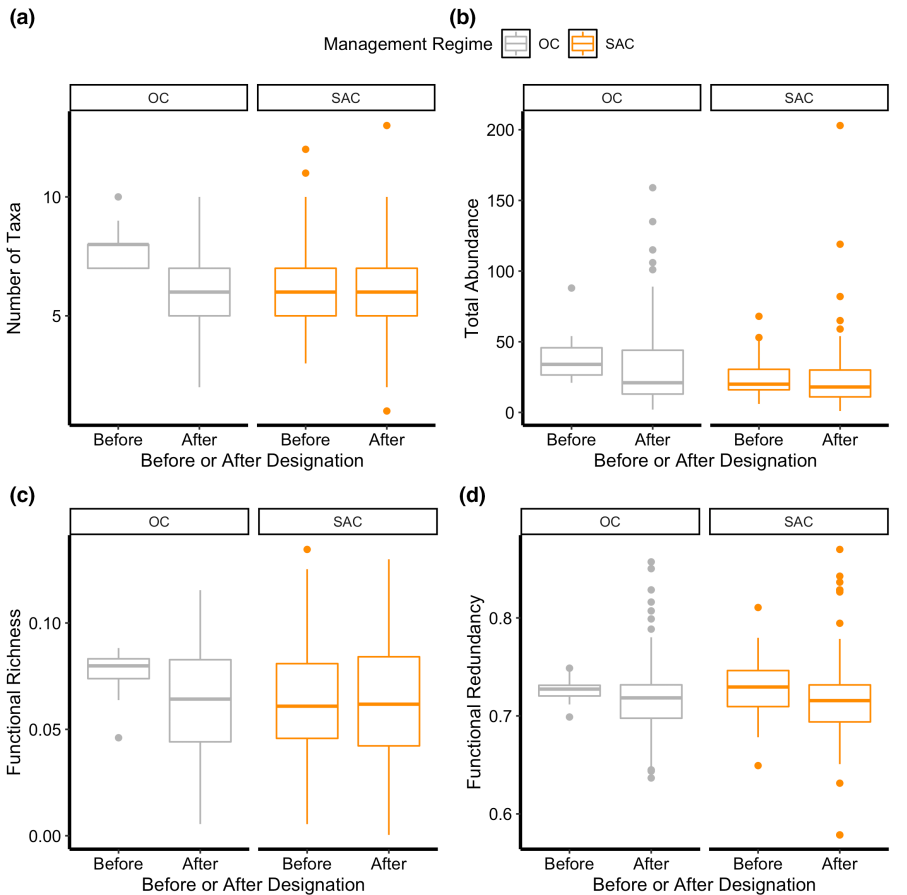 (a)
(b)
Management Regime OC SAC
OC SAC
Number of Taxa
10
5
Before After Before After
Before or After Designation
OC SAC
Total Abundance
200
150
100
50
0
Before After Before After
Before or After Designation
(c)
OC SAC
Functional Richness
0.10
0.05
0.00
Before After Before After
Before or After Designation
(d)
OC SAC
Functional Redundancy
0.8
0.7
0.6
Before After Before After
Before or After Designation